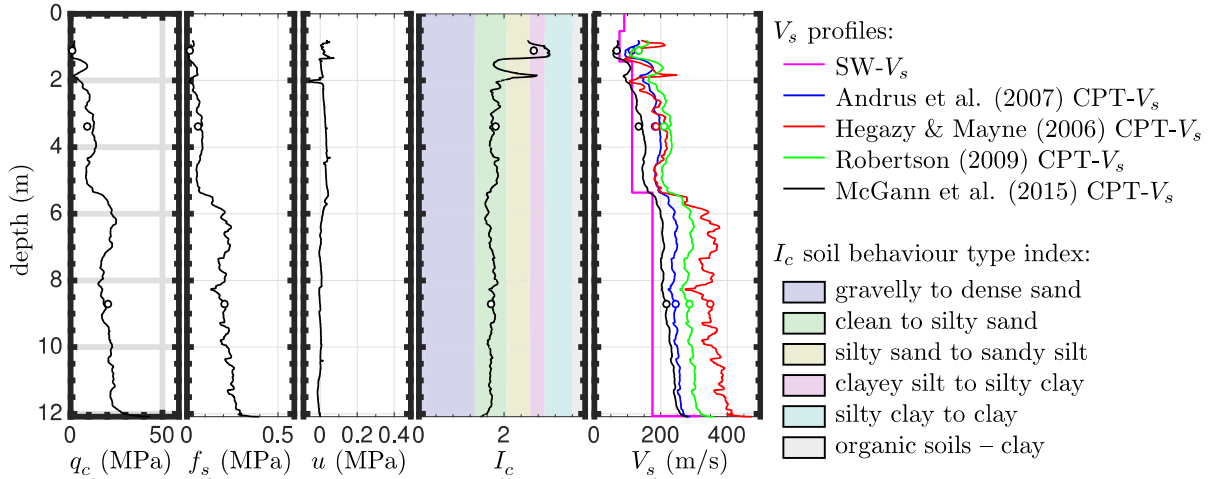 0
2
4
6
8
10
12
depth (m)
0 50
q_c (MPa)
0 0.5
f_s (MPa)
0 0.2 0.4
u (MPa)
0 2
I_c
0 200 400
V_s (m/s)
V_s profiles:
SW-V_s
Andrus et al. (2007) CPT-V_s
Hegazy & Mayne (2006) CPT-V_s
Robertson (2009) CPT-V_s
McGann et al. (2015) CPT-V_s
I_c soil behaviour type index:
gravelly to dense sand
clean to silty sand
silty sand to sandy silt
clayey silt to silty clay
silty clay to clay
organic soils – clay